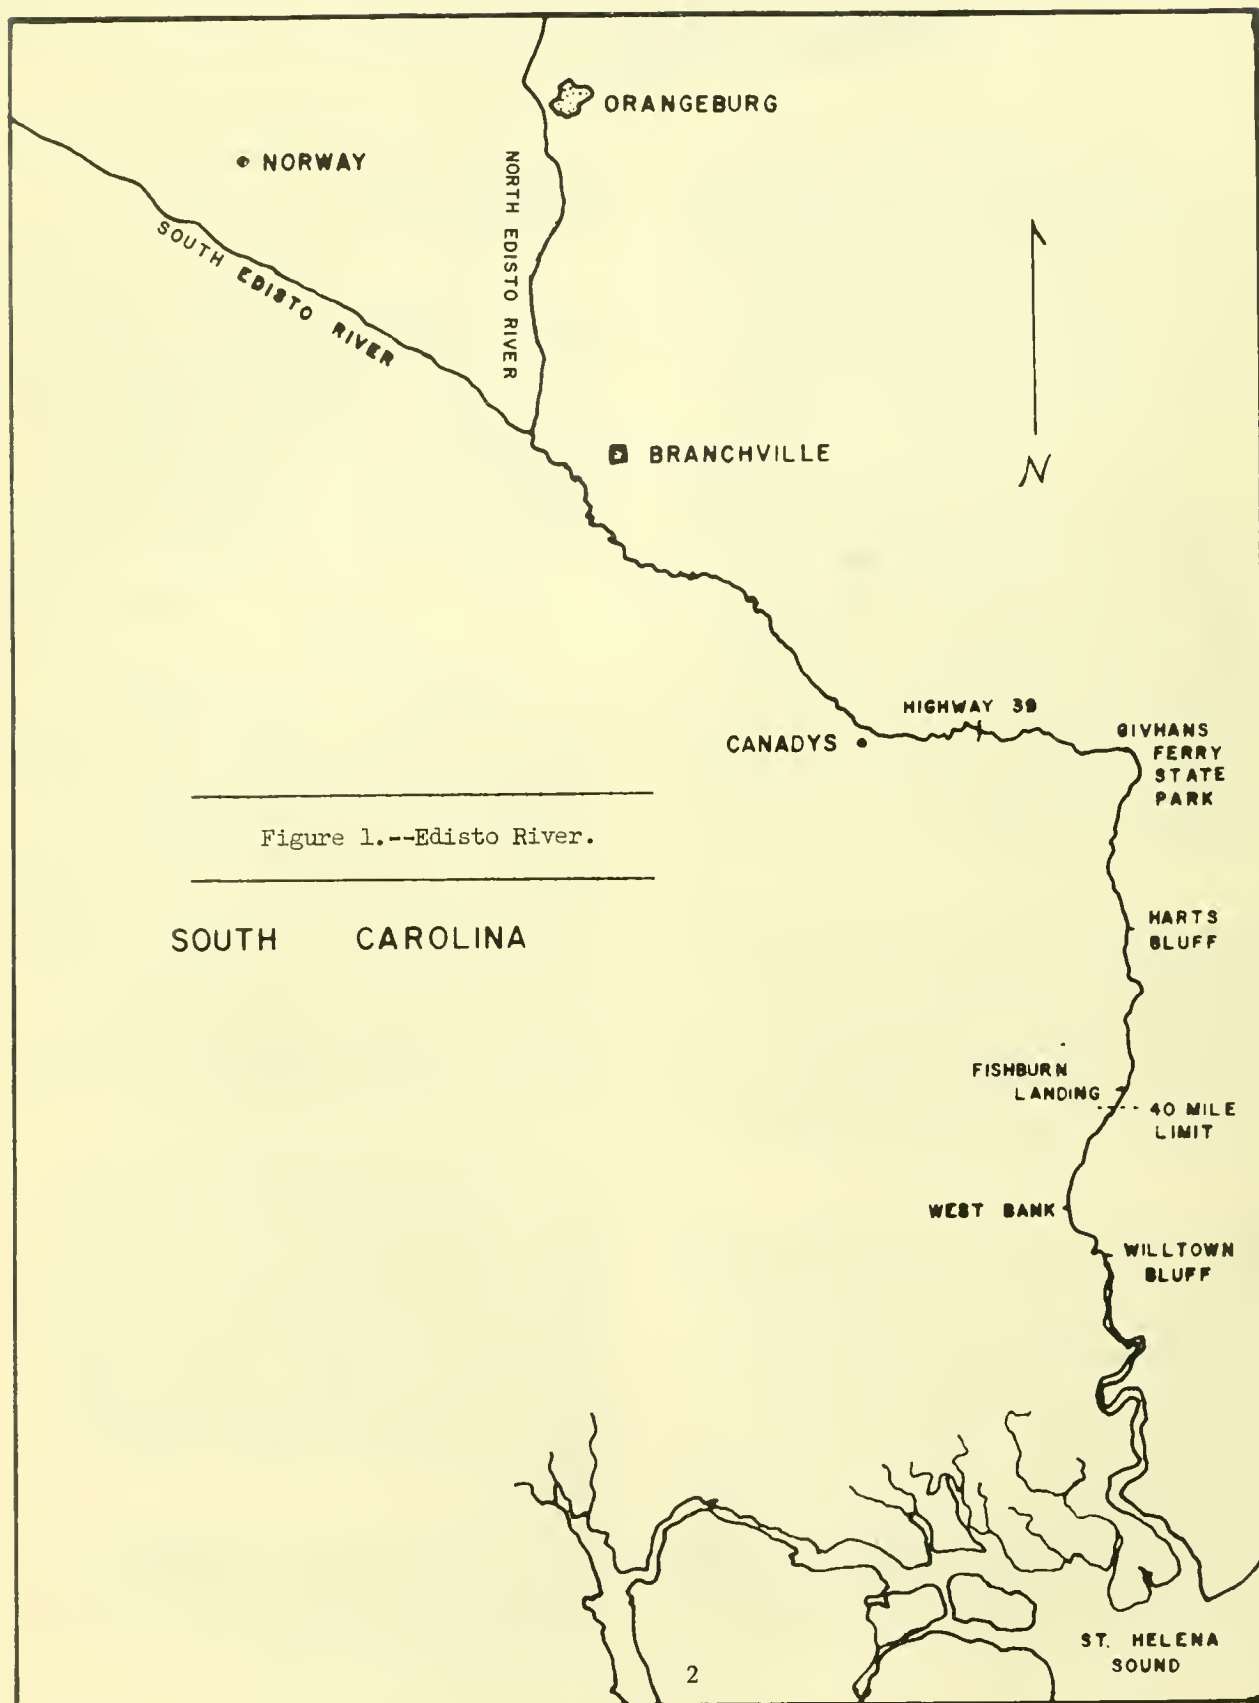 ORANGEBURG
NORWAY
NORTH EDISTO RIVER
SOUTH EDISTO RIVER
BRANCHVILLE
N
HIGHWAY 39
CANADYS
GIVHANS
FERRY
STATE
PARK
Figure 1.--Edisto River.
SOUTH CAROLINA
HARTS
BLUFF
FISHBURN
LANDING
40 MILE
LIMIT
WEST BANK
WILLTOWN
BLUFF
ST. HELENA
SOUND
2